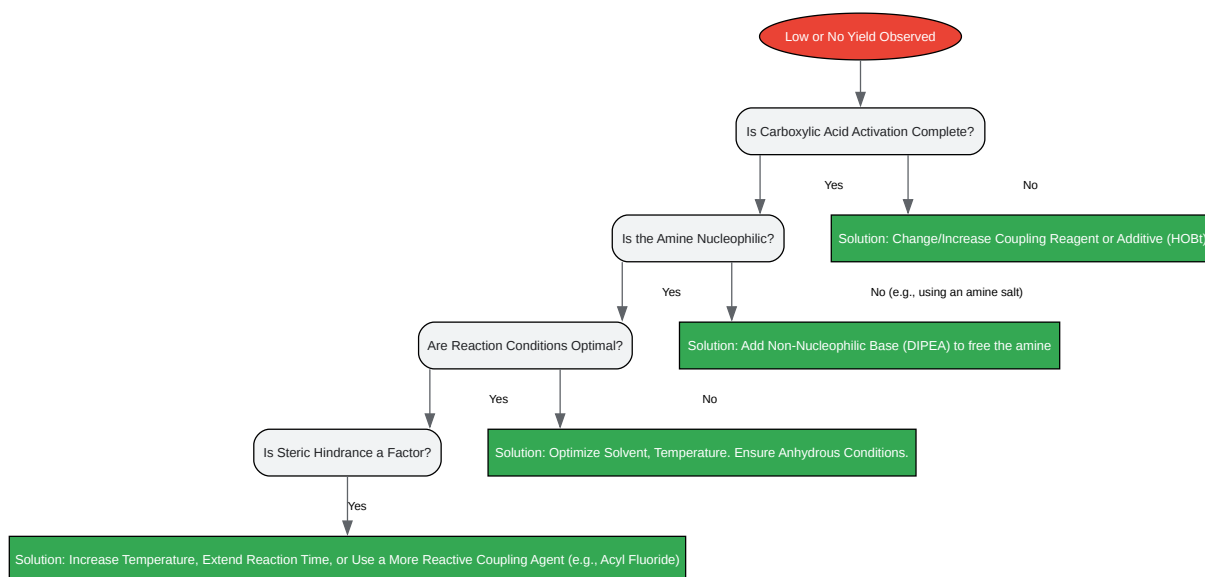 Low or No Yield Observed
Is Carboxylic Acid Activation Complete?
Yes
No
Is the Amine Nucleophilic?
Solution: Change/Increase Coupling Reagent or Additive (HOBt)
Yes
No (e.g., using an amine salt)
Are Reaction Conditions Optimal?
Solution: Add Non-Nucleophilic Base (DIPEA) to free the amine
Yes
No
Is Steric Hindrance a Factor?
Solution: Optimize Solvent, Temperature. Ensure Anhydrous Conditions.
Yes
Solution: Increase Temperature, Extend Reaction Time, or Use a More Reactive Coupling Agent (e.g., Acyl Fluoride)